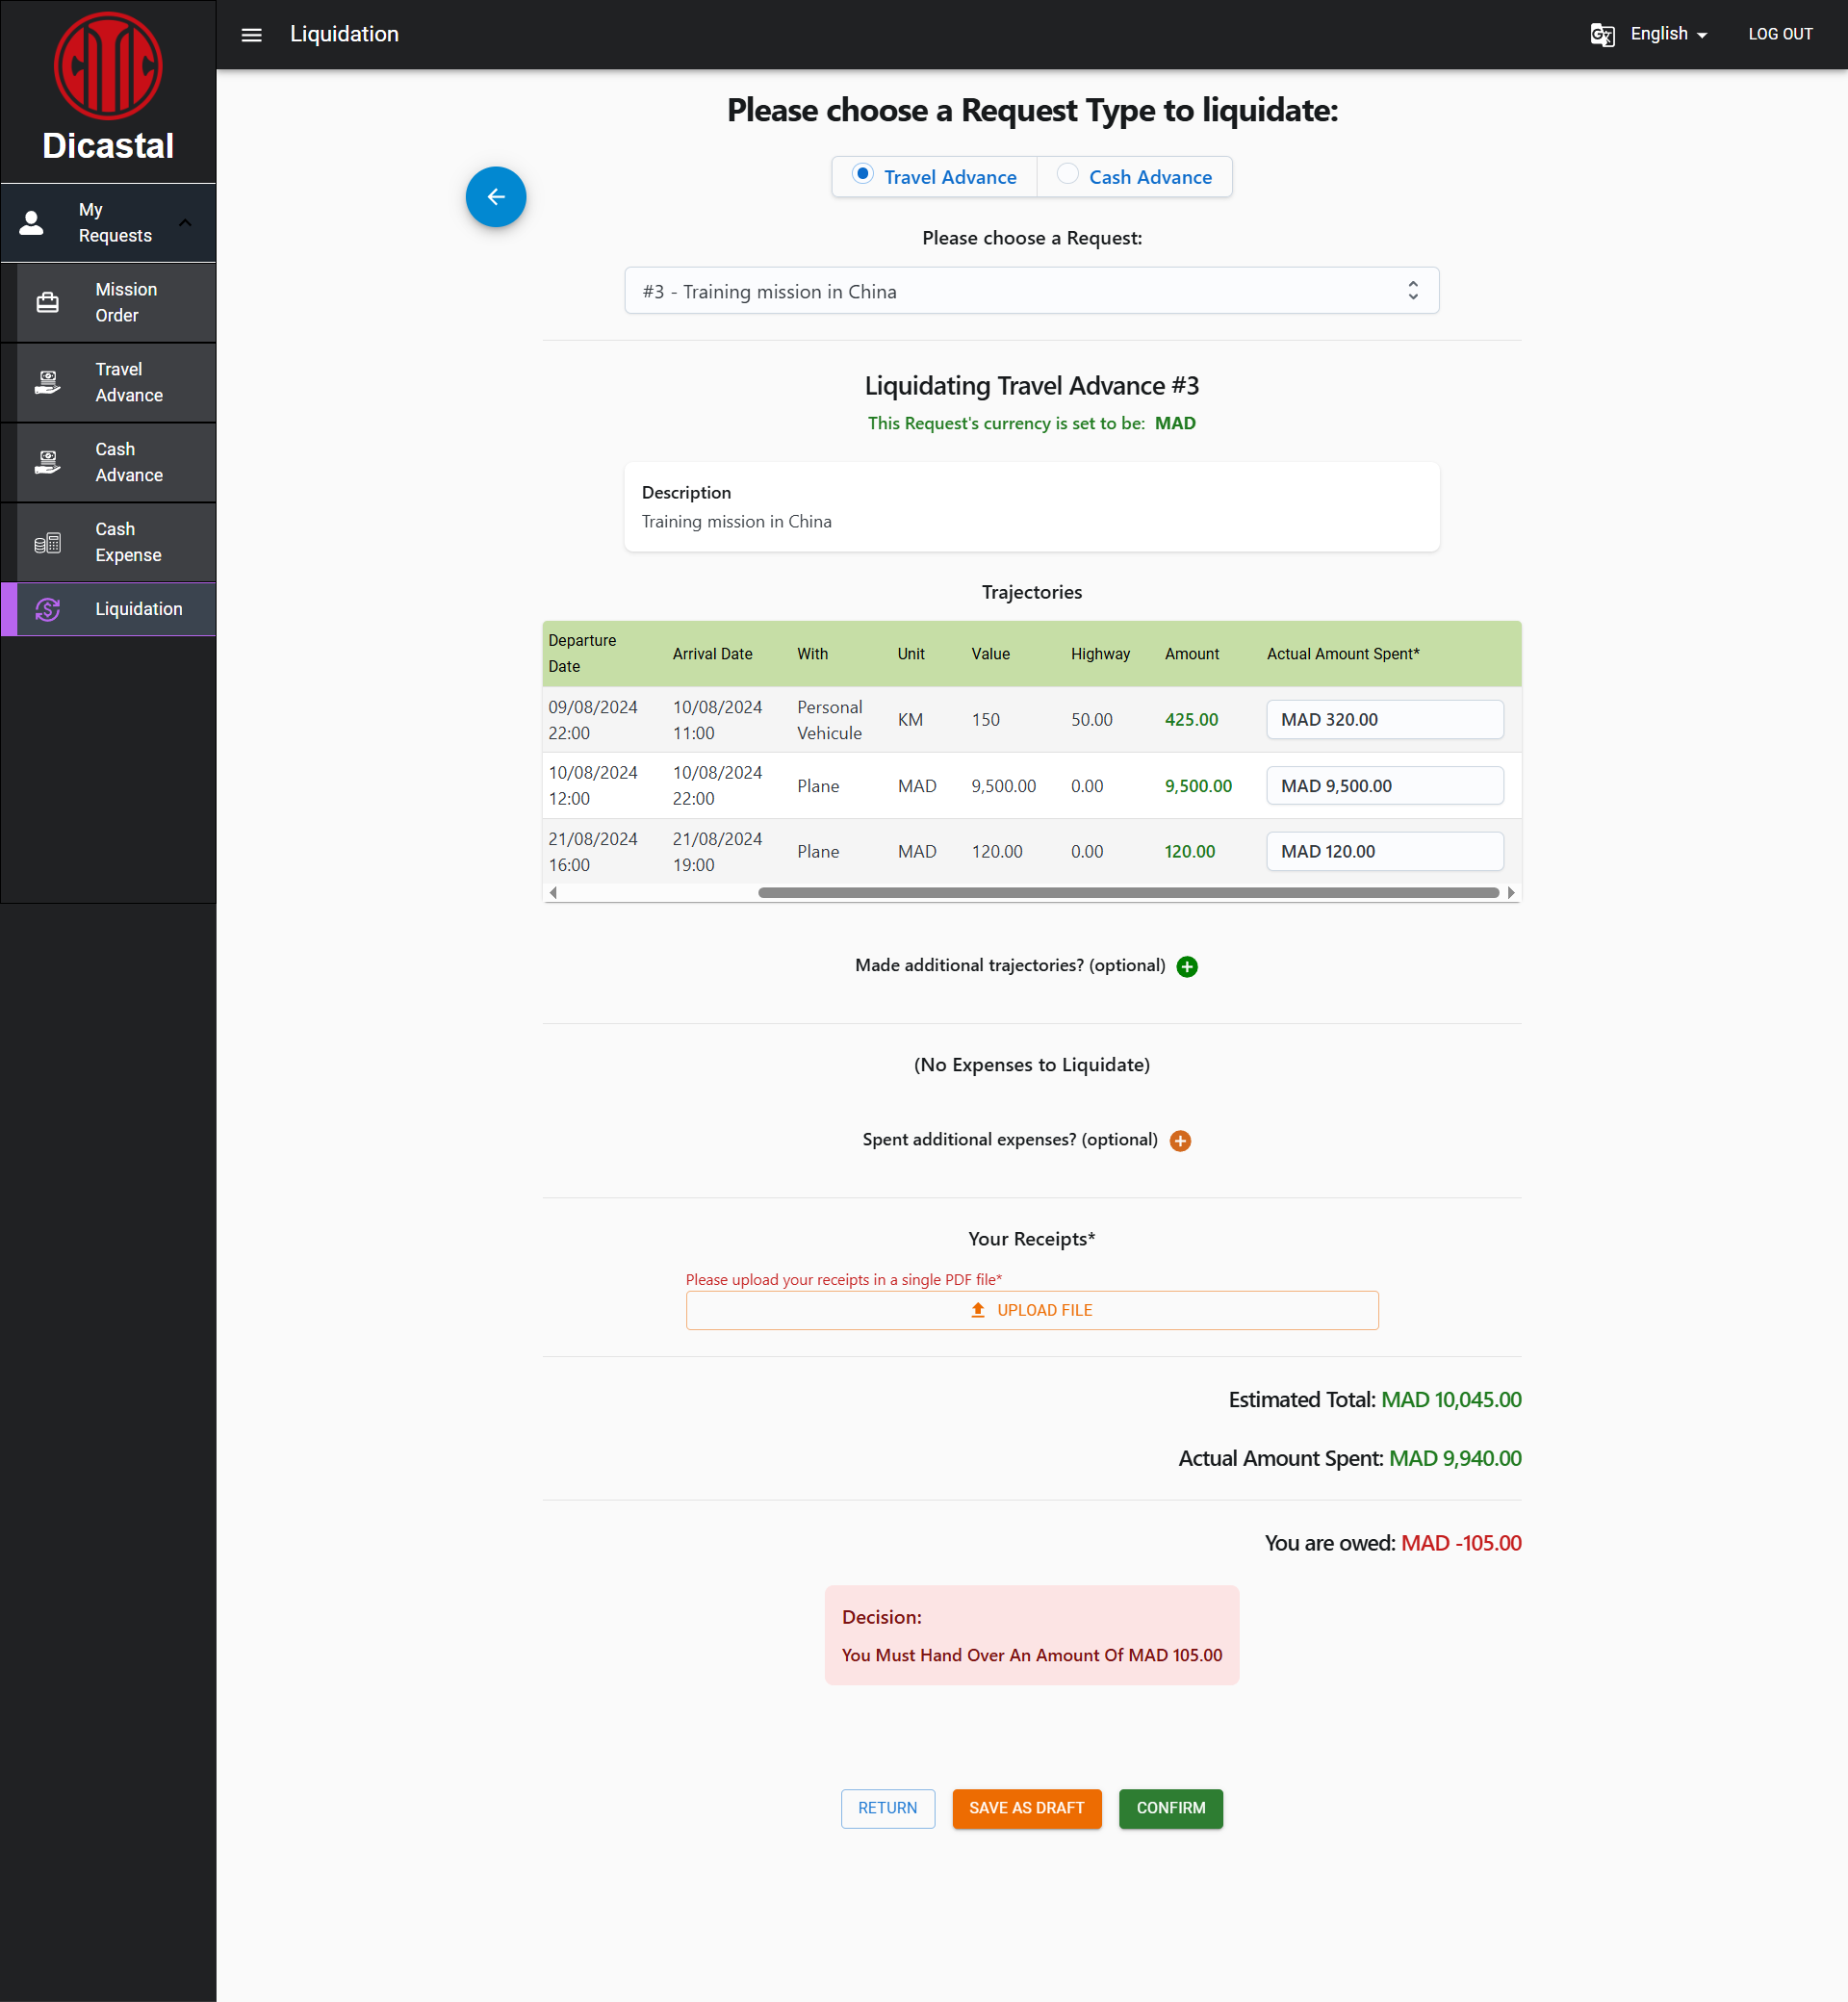 Dicastal
My
Requests
Mission
Order
Travel
Advance
Cash
Advance
Cash
Expense
Liquidation
Liquidation
English
LOG OUT
Please choose a Request Type to liquidate:
Travel Advance Cash Advance
Please choose a Request:
#3 - Training mission in China
Liquidating Travel Advance #3
This Request's currency is set to be: MAD
Description
Training mission in China
Trajectories
Departure
Date Arrival Date With Unit Value Highway Amount Actual Amount Spent*
09/08/2024 10/08/2024 Personal
22:00 11:00 Vehicule KM 150 50.00 425.00 MAD 320.00
10/08/2024 10/08/2024
12:00 22:00 Plane MAD 9,500.00 0.00 9,500.00 MAD 9,500.00
21/08/2024 21/08/2024
16:00 19:00 Plane MAD 120.00 0.00 120.00 MAD 120.00
Made additional trajectories? (optional)
(No Expenses to Liquidate)
Spent additional expenses? (optional)
Your Receipts*
Please upload your receipts in a single PDF file*
UPLOAD FILE
Estimated Total: MAD 10,045.00
Actual Amount Spent: MAD 9,940.00
You are owed: MAD -105.00
Decision:
You Must Hand Over An Amount Of MAD 105.00
RETURN SAVE AS DRAFT CONFIRM